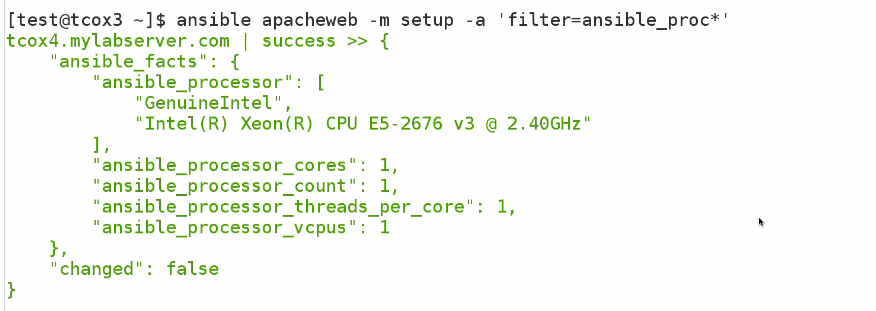 [test@tcox3 ~]$ ansible apacheweb -m setup -a 'filter=ansible_proc*'
tcox4.mylabserver.com | success >> {
    "ansible_facts": {
        "ansible_processor": [
            "GenuineIntel",
            "Intel(R) Xeon(R) CPU E5-2676 v3 @ 2.40GHz"
        ],
        "ansible_processor_cores": 1,
        "ansible_processor_count": 1,
        "ansible_processor_threads_per_core": 1,
        "ansible_processor_vcpus": 1
    },
    "changed": false
}